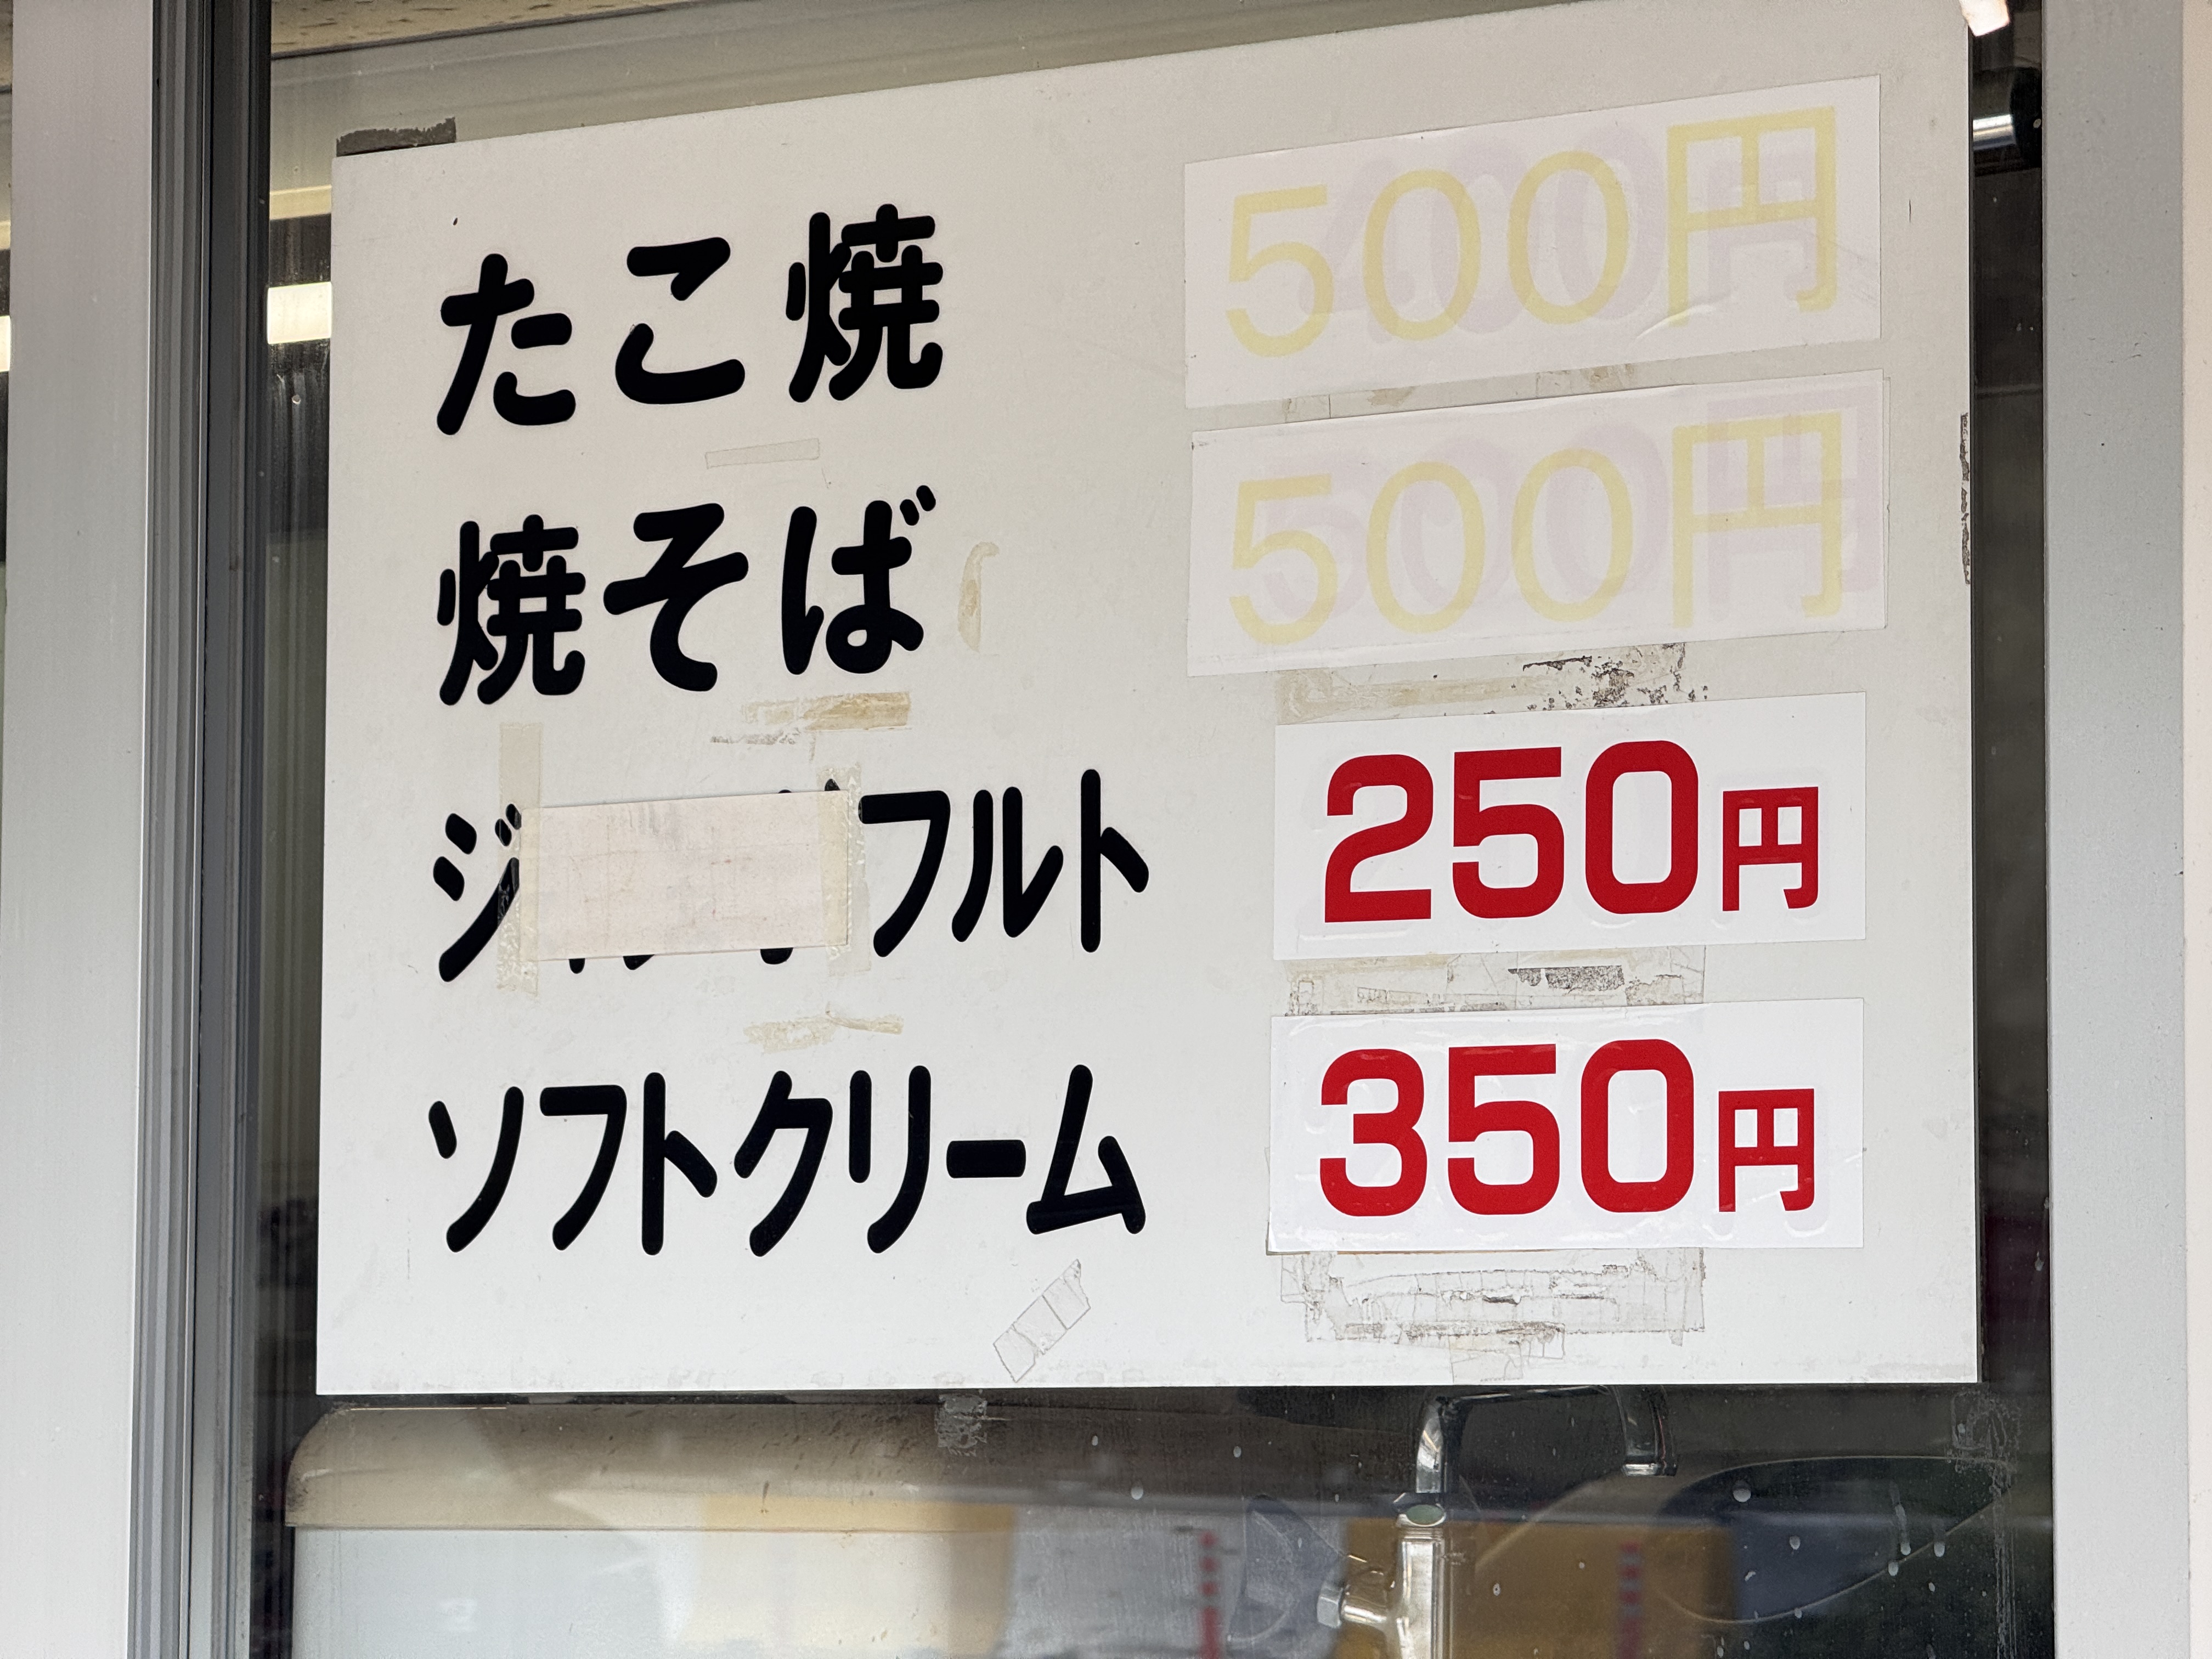 たこ焼 500円
焼そば 500円
フルト 250円
ソフトクリーム 350円